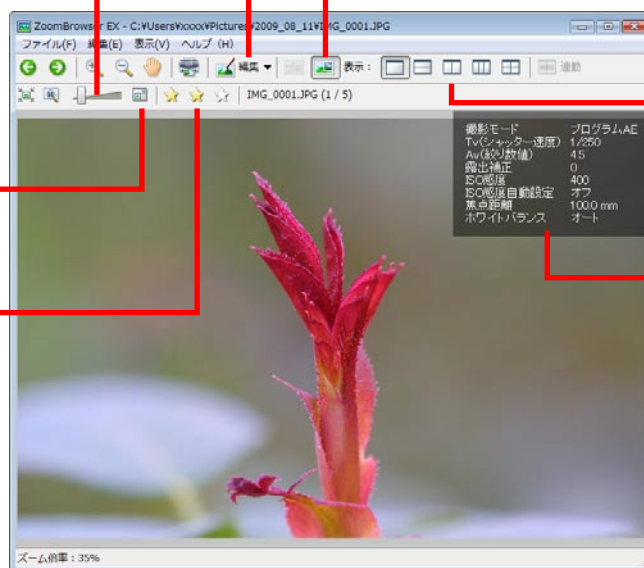 ZoomBrowser EX - C:¥Users¥xxxx¥Pictures¥2009_08_11¥IMG_0001.JPG
ファイル(F) 編集(E) 表示(V) ヘルプ (H)
編集 ▼ 表示 : 連動
IMG_0001.JPG (1 / 5)
撮影モード プログラムAE
Tv(シャッター速度) 1/250
Av(絞り数値) 4.5
露出補正 0
ISO感度 400
ISO感度自動設定 オフ
焦点距離 100.0 mm
ホワイトバランス オート
ズーム倍率 : 35%